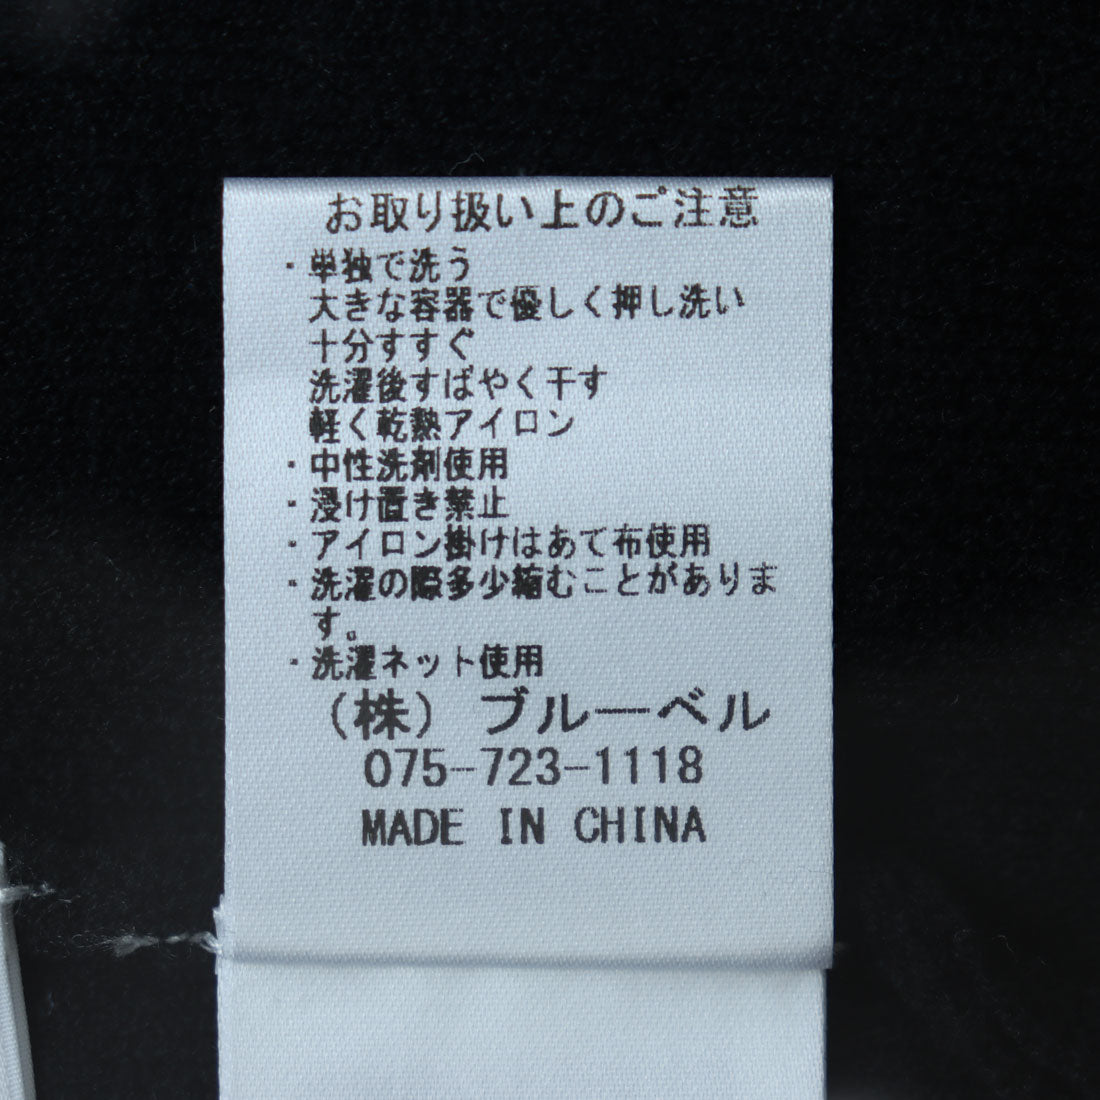 お取り扱い上のご注意
・単独で洗う
大きな容器で優しく押し洗い
十分すすぐ
洗濯後すばやく干す
軽く乾熱アイロン
・中性洗剤使用
・浸け置き禁止
・アイロン掛けはあて布使用
・洗濯の際多少縮むことがありま
す。
・洗濯ネット使用
(株) ブルーベル
075-723-1118
MADE IN CHINA